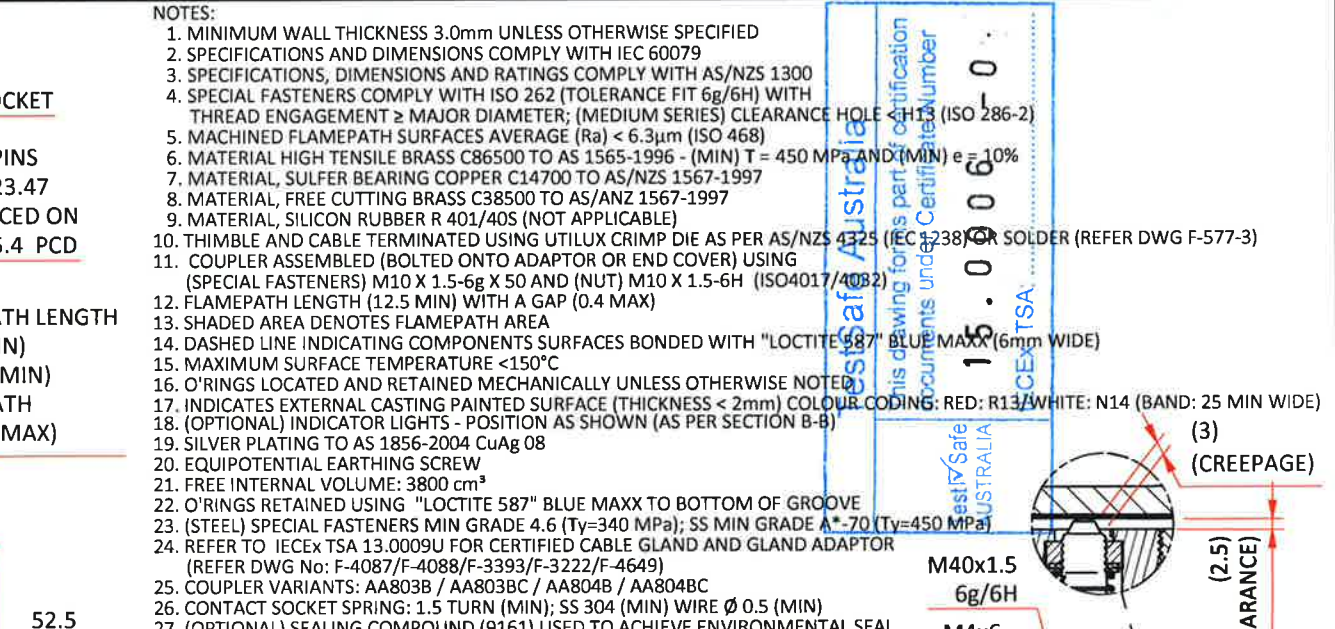 NOTES:
1. MINIMUM WALL THICKNESS 3.0mm UNLESS OTHERWISE SPECIFIED
2. SPECIFICATIONS AND DIMENSIONS COMPLY WITH IEC 60079
3. SPECIFICATIONS, DIMENSIONS AND RATINGS COMPLY WITH AS/NZS 1300
4. SPECIAL FASTENERS COMPLY WITH ISO 262 (TOLERANCE FIT 6g/6H) WITH
THREAD ENGAGEMENT ≥ MAJOR DIAMETER; (MEDIUM SERIES) CLEARANCE HOLE < H13 (ISO 286-2)
5. MACHINED FLAMEPATH SURFACES AVERAGE (Ra) < 6.3µm (ISO 468)
6. MATERIAL HIGH TENSILE BRASS C86500 TO AS 1565-1996 - (MIN) T = 450 MPa AND (MIN) e = 10%
7. MATERIAL, SULFER BEARING COPPER C14700 TO AS/NZS 1567-1997
8. MATERIAL, FREE CUTTING BRASS C38500 TO AS/ANZ 1567-1997
9. MATERIAL, SILICON RUBBER R 401/40S (NOT APPLICABLE)
10. THIMBLE AND CABLE TERMINATED USING UTILUX CRIMP DIE AS PER AS/NZS 4325 (IEC 1238) OR SOLDER (REFER DWG F-577-3)
11. COUPLER ASSEMBLED (BOLTED ONTO ADAPTOR OR END COVER) USING
(SPECIAL FASTENERS) M10 X 1.5-6g X 50 AND (NUT) M10 X 1.5-6H (ISO4017/4032)
12. FLAMEPATH LENGTH (12.5 MIN) WITH A GAP (0.4 MAX)
13. SHADED AREA DENOTES FLAMEPATH AREA
14. DASHED LINE INDICATING COMPONENTS SURFACES BONDED WITH "LOCTITE 587" BLUE MAXX (6mm WIDE)
15. MAXIMUM SURFACE TEMPERATURE <150°C
16. O'RINGS LOCATED AND RETAINED MECHANICALLY UNLESS OTHERWISE NOTED
17. INDICATES EXTERNAL CASTING PAINTED SURFACE (THICKNESS < 2mm) COLOUR CODING: RED: R13/WHITE: N14 (BAND: 25 MIN WIDE)
18. (OPTIONAL) INDICATOR LIGHTS - POSITION AS SHOWN (AS PER SECTION B-B)
19. SILVER PLATING TO AS 1856-2004 CuAg 08
20. EQUIPOTENTIAL EARTHING SCREW
21. FREE INTERNAL VOLUME: 3800 cm³
22. O'RINGS RETAINED USING "LOCTITE 587" BLUE MAXX TO BOTTOM OF GROOVE
23. (STEEL) SPECIAL FASTENERS MIN GRADE 4.6 (Ty=340 MPa); SS MIN GRADE A*-70 (Ty=450 MPa)
24. REFER TO IECEx TSA 13.0009U FOR CERTIFIED CABLE GLAND AND GLAND ADAPTOR
(REFER DWG No: F-4087/F-4088/F-3393/F-3222/F-4649)
25. COUPLER VARIANTS: AA803B / AA803BC / AA804B / AA804BC
26. CONTACT SOCKET SPRING: 1.5 TURN (MIN); SS 304 (MIN) WIRE Ø 0.5 (MIN)
27. (OPTIONAL) SEALING COMPOUND (9161) USED TO ACHIEVE ENVIRONMENTAL SEAL
OCKET
PINS
23.47
CED ON
5.4 PCD
ATH LENGTH
IN)
MIN)
ATH
MAX)
52.5
TestSafe Australia
This drawing forms part of certification
documents under Certificate Number
IECEx TSA:
15.0006 - 0.
TestSafe
AUSTRALIA
(3)
(CREEPAGE)
(2.5)
ARANCE)
M40x1.5
6g/6H